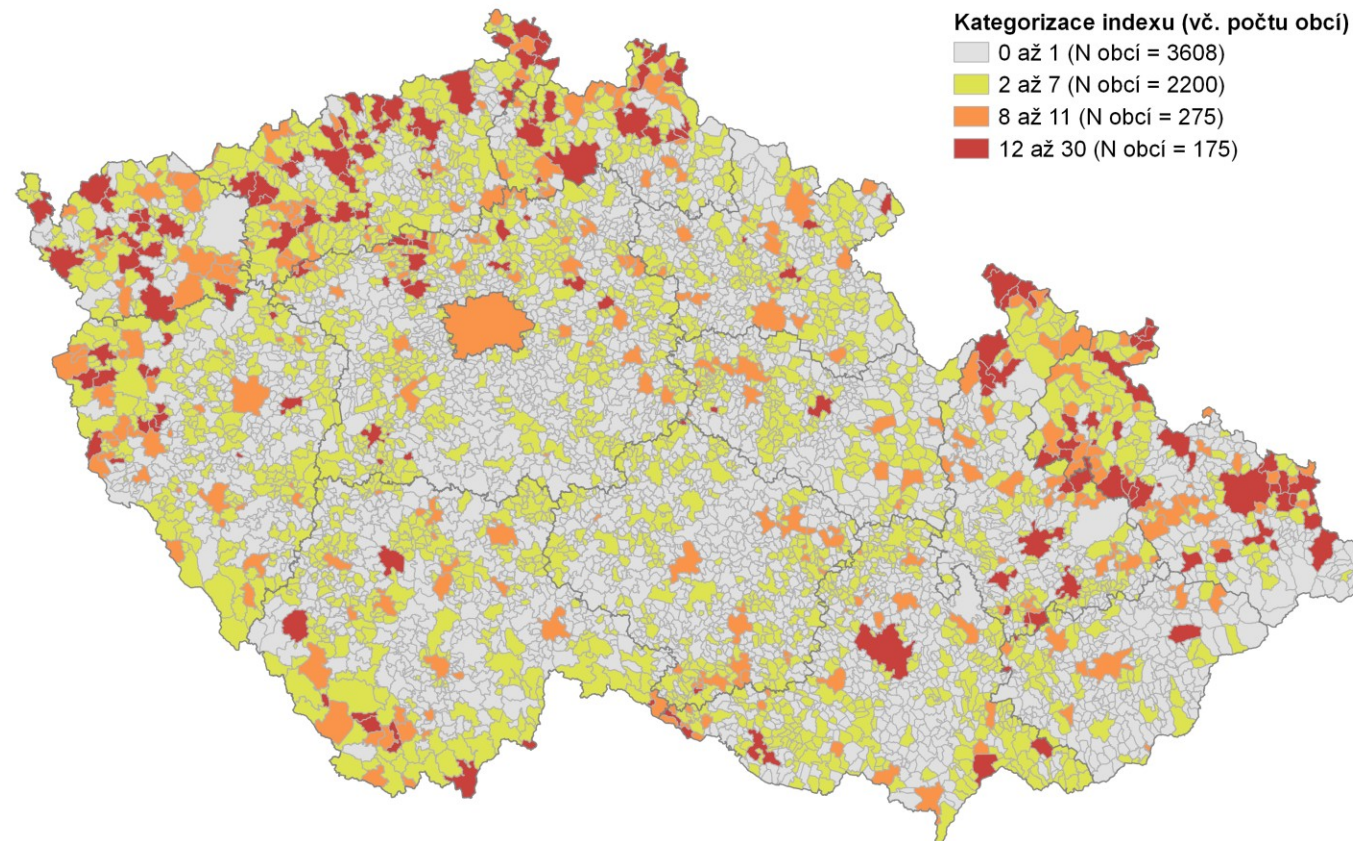 Kategorizace indexu (vč. počtu obcí)
0 až 1 (N obcí = 3608)
2 až 7 (N obcí = 2200)
8 až 11 (N obcí = 275)
12 až 30 (N obcí = 175)